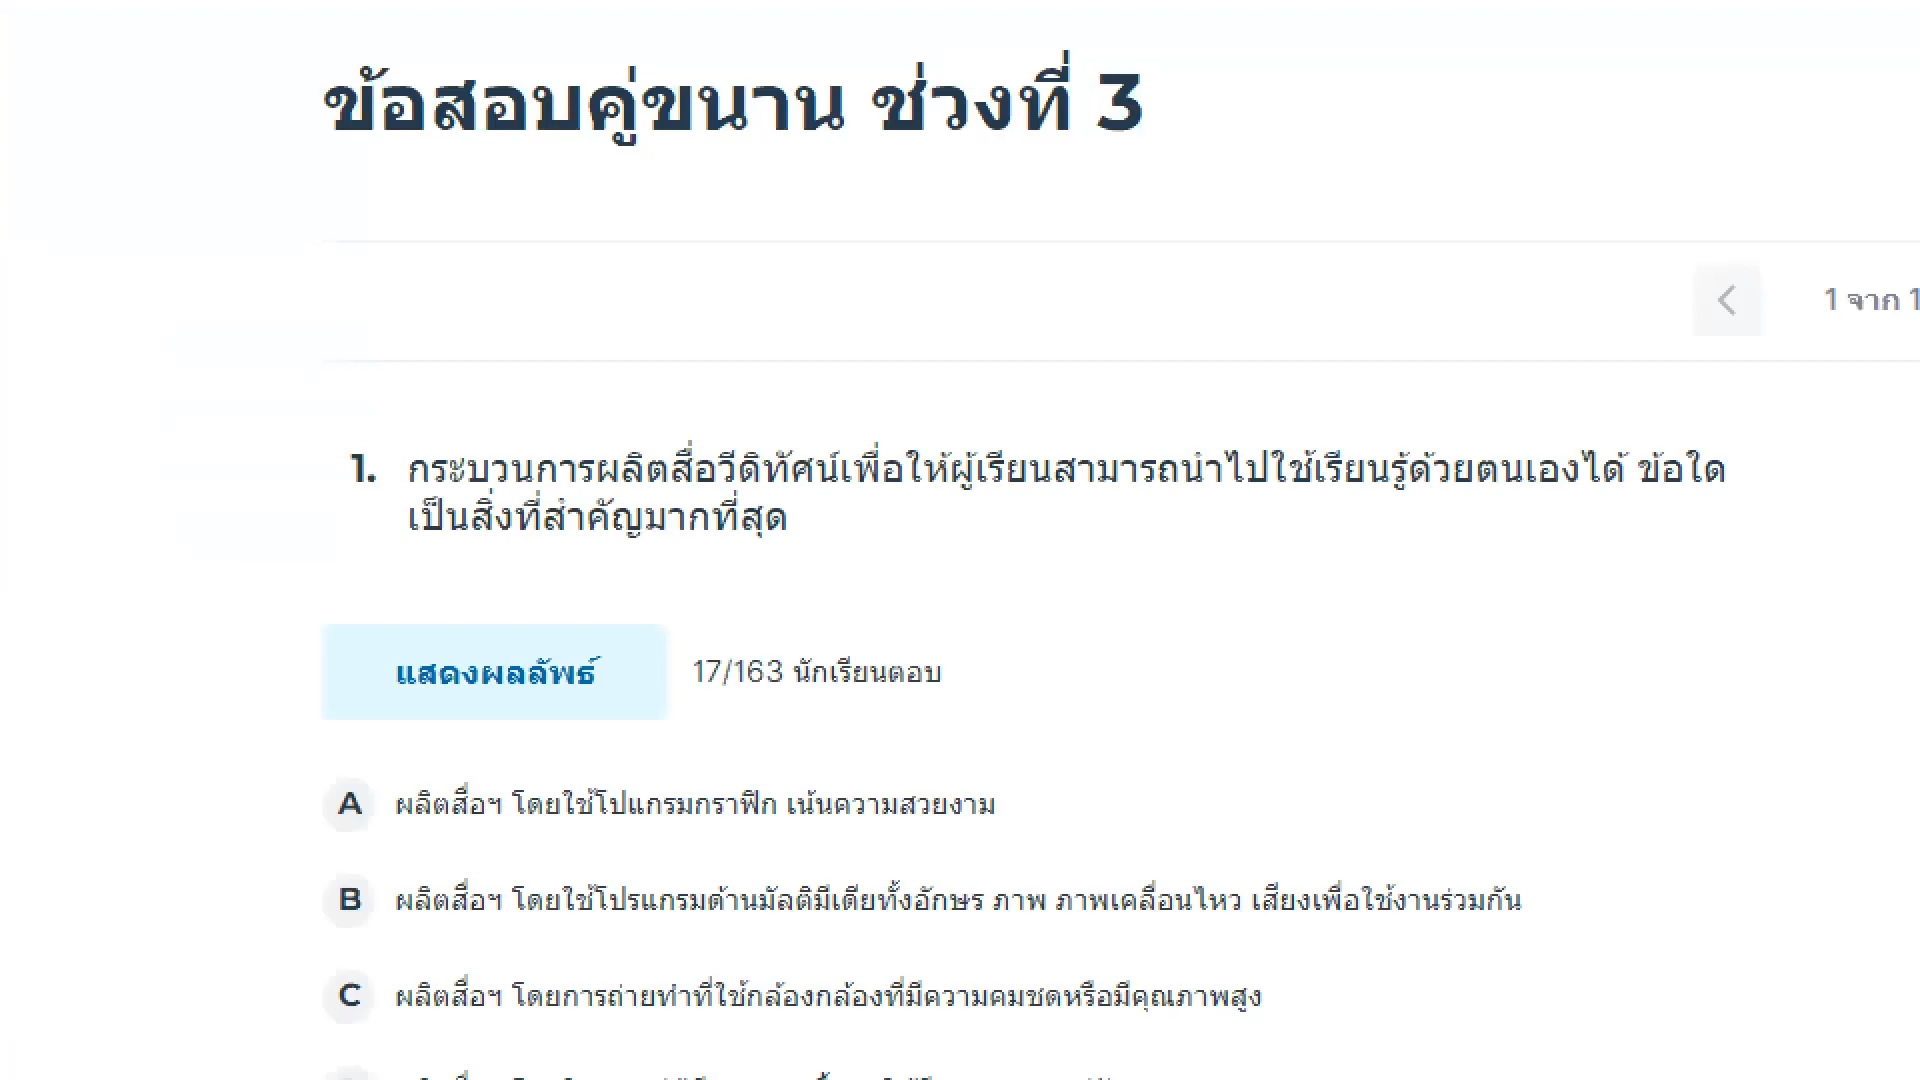 ข้อสอบคู่ขนาน ช่วงที่ 3
1 จาก 1
1. กระบวนการผลิตสื่อวีดิทัศน์เพื่อให้ผู้เรียนสามารถนำไปใช้เรียนรู้ด้วยตนเองได้ ข้อใด
เป็นสิ่งที่สำคัญมากที่สุด
แสดงผลลัพธ์ 17/163 นักเรียนตอบ
A ผลิตสื่อฯ โดยใช้โปแกรมกราฟิก เน้นความสวยงาม
B ผลิตสื่อฯ โดยใช้โปรแกรมด้านมัลติมีเดียทั้งอักษร ภาพ ภาพเคลื่อนไหว เสียงเพื่อใช้งานร่วมกัน
C ผลิตสื่อฯ โดยการถ่ายทำที่ใช้กล้องกล้องที่มีความคมชดหรือมีคุณภาพสูง